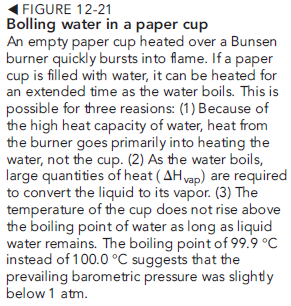 ◀ FIGURE 12-21
Bolling water in a paper cup
An empty paper cup heated over a Bunsen
burner quickly bursts into flame. If a paper
cup is filled with water, it can be heated for
an extended time as the water boils. This is
possible for three reasons: (1) Because of
the high heat capacity of water, heat from
the burner goes primarily into heating the
water, not the cup. (2) As the water boils,
large quantities of heat (ΔHvap) are required
to convert the liquid to its vapor. (3) The
temperature of the cup does not rise above
the boiling point of water as long as liquid
water remains. The boiling point of 99.9 °C
instead of 100.0 °C suggests that the
prevailing barometric pressure was slightly
below 1 atm.